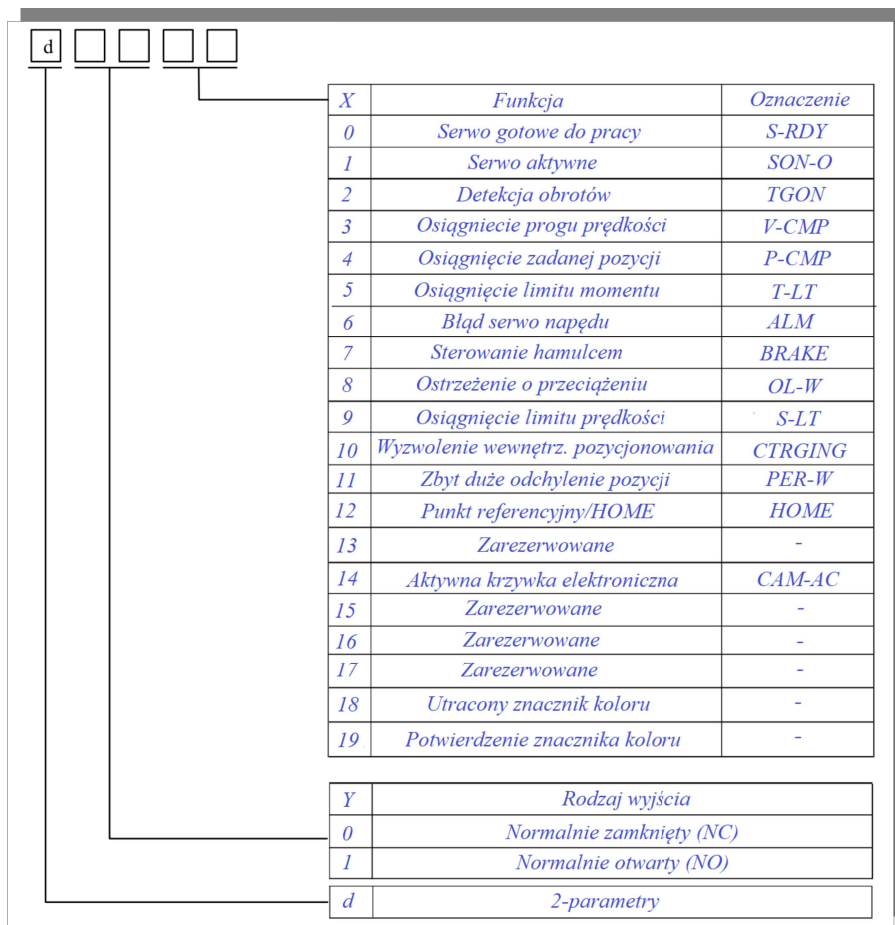 d
X Funkcja Oznaczenie
0 Serwo gotowe do pracy S-RDY
1 Serwo aktywne SON-O
2 Detekcja obrotów TGON
3 Osiągniecie progu prędkości V-CMP
4 Osiągnięcie zadanej pozycji P-CMP
5 Osiągnięcie limitu momentu T-LT
6 Błąd serwo napędu ALM
7 Sterowanie hamulcem BRAKE
8 Ostrzeżenie o przeciążeniu OL-W
9 Osiągnięcie limitu prędkości S-LT
10 Wyzwolenie wewnętrz. pozycjonowania CTRGING
11 Zbyt duże odchylenie pozycji PER-W
12 Punkt referencyjny/HOME HOME
13 Zarezerwowane -
14 Aktywna krzywka elektroniczna CAM-AC
15 Zarezerwowane -
16 Zarezerwowane -
17 Zarezerwowane -
18 Utracony znacznik koloru -
19 Potwierdzenie znacznika koloru -
Y Rodzaj wyjścia
0 Normalnie zamknięty (NC)
1 Normalnie otwarty (NO)
d 2-parametry